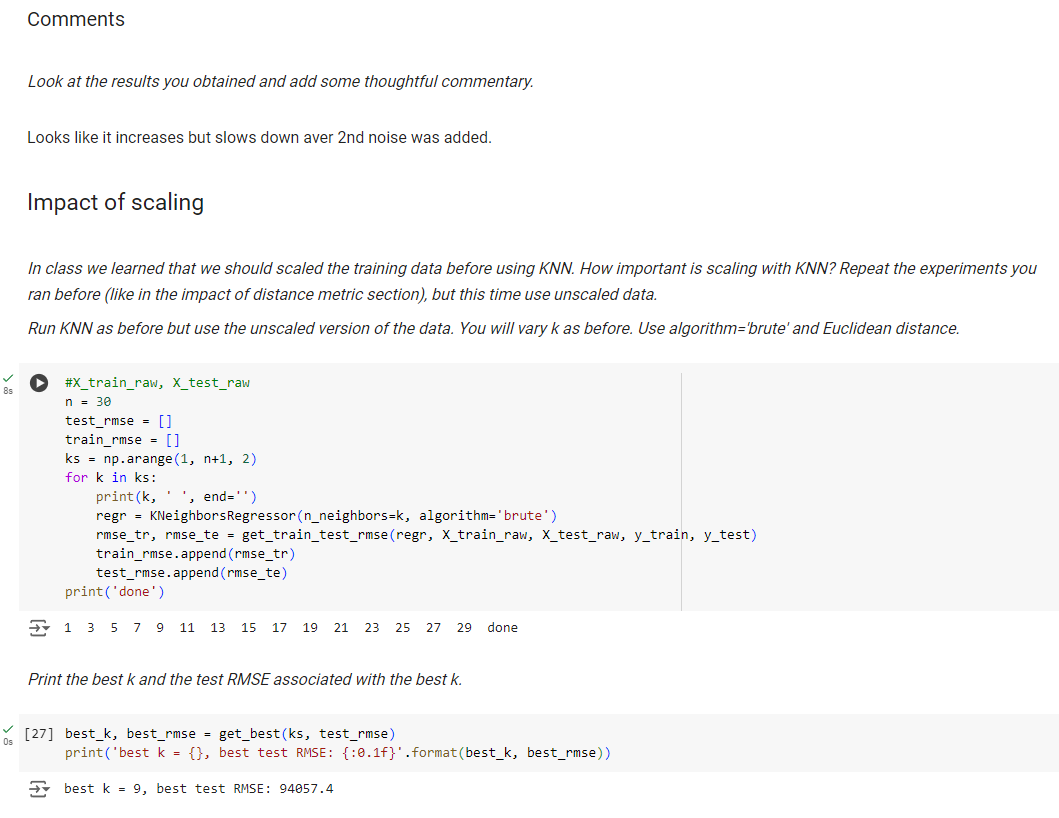 Comments
Look at the results you obtained and add some thoughtful commentary.
Looks like it increases but slows down aver 2nd noise was added.
Impact of scaling
In class we learned that we should scaled the training data before using KNN. How important is scaling with KNN? Repeat the experiments you
ran before (like in the impact of distance metric section), but this time use unscaled data.
Run KNN as before but use the unscaled version of the data. You will vary k as before. Use algorithm='brute' and Euclidean distance.
8s
#X_train_raw, X_test_raw
n = 30
test_rmse = []
train_rmse = []
ks = np.arange(1, n+1, 2)
for k in ks:
    print(k, ' ', end='')
    regr = KNeighborsRegressor(n_neighbors=k, algorithm='brute')
    rmse_tr, rmse_te = get_train_test_rmse(regr, X_train_raw, X_test_raw, y_train, y_test)
    train_rmse.append(rmse_tr)
    test_rmse.append(rmse_te)
print('done')
1  3  5  7  9  11  13  15  17  19  21  23  25  27  29  done
Print the best k and the test RMSE associated with the best k.
0s
[27] best_k, best_rmse = get_best(ks, test_rmse)
print('best k = {}, best test RMSE: {:0.1f}'.format(best_k, best_rmse))
best k = 9, best test RMSE: 94057.4